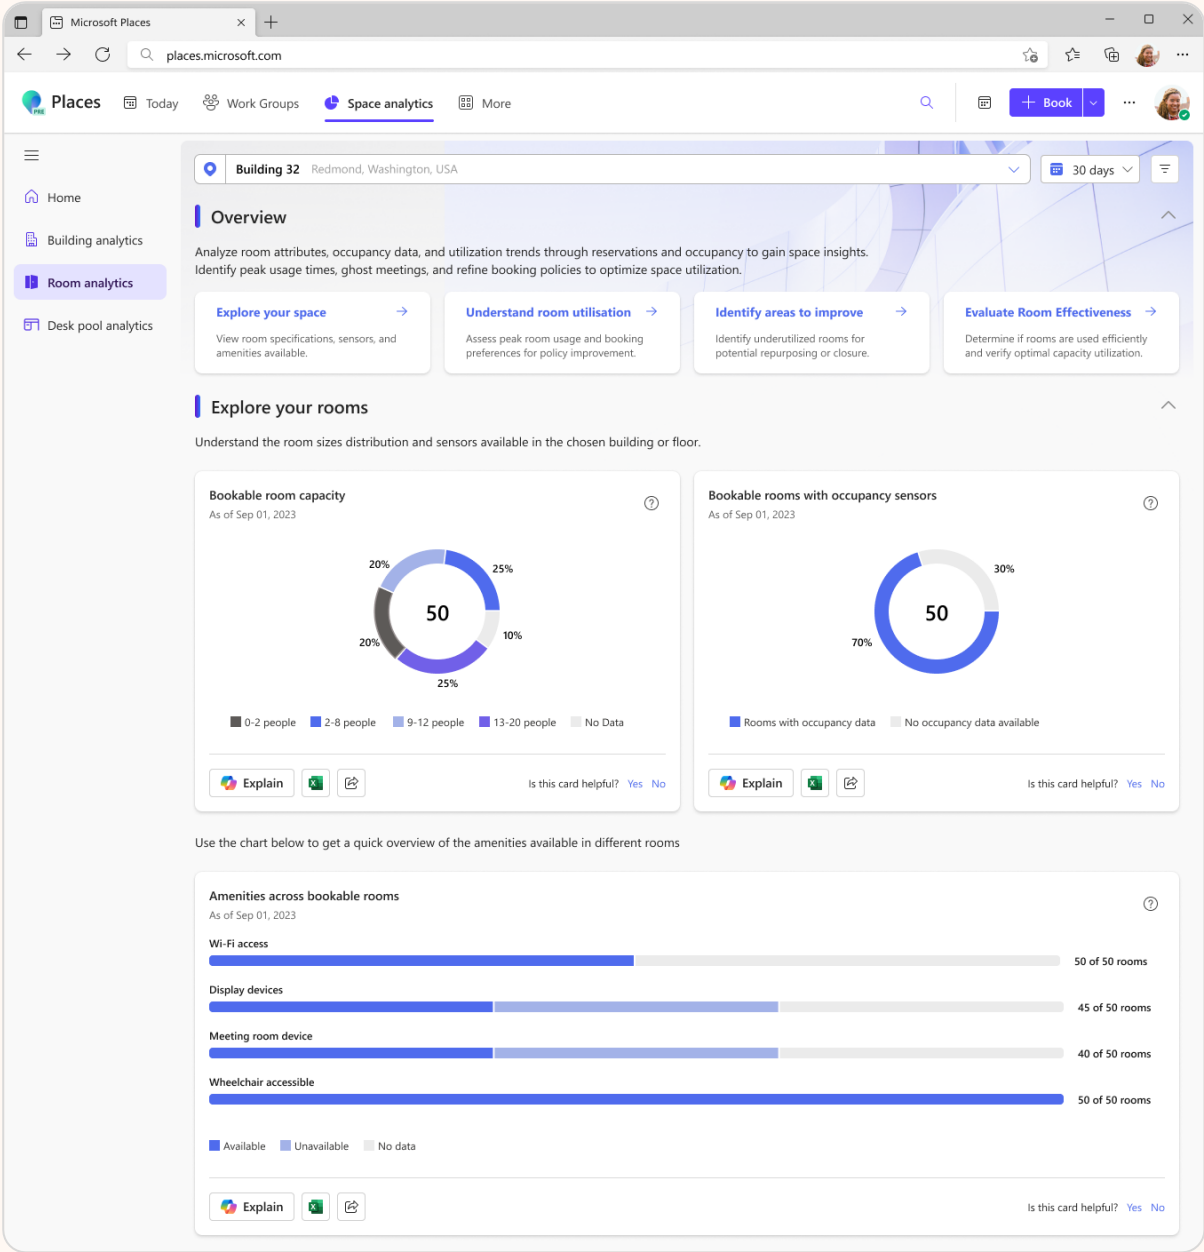 Microsoft Places
places.microsoft.com
PRE
Places
Today
Work Groups
Space analytics
More
Book
Home
Building analytics
Room analytics
Desk pool analytics
Building 32 Redmond, Washington, USA
30 days
Overview
Analyze room attributes, occupancy data, and utilization trends through reservations and occupancy to gain space insights.
Identify peak usage times, ghost meetings, and refine booking policies to optimize space utilization.
Explore your space
View room specifications, sensors, and
amenities available.
Understand room utilisation
Assess peak room usage and booking
preferences for policy improvement.
Identify areas to improve
Identify underutilized rooms for
potential repurposing or closure.
Evaluate Room Effectiveness
Determine if rooms are used efficiently
and verify optimal capacity utilization.
Explore your rooms
Understand the room sizes distribution and sensors available in the chosen building or floor.
Bookable room capacity
As of Sep 01, 2023
20%
25%
50
10%
20%
25%
0-2 people
2-8 people
9-12 people
13-20 people
No Data
Explain
Is this card helpful? Yes No
Bookable rooms with occupancy sensors
As of Sep 01, 2023
30%
50
70%
Rooms with occupancy data
No occupancy data available
Explain
Is this card helpful? Yes No
Use the chart below to get a quick overview of the amenities available in different rooms
Amenities across bookable rooms
As of Sep 01, 2023
Wi-Fi access
50 of 50 rooms
Display devices
45 of 50 rooms
Meeting room device
40 of 50 rooms
Wheelchair accessible
50 of 50 rooms
Available
Unavailable
No data
Explain
Is this card helpful? Yes No